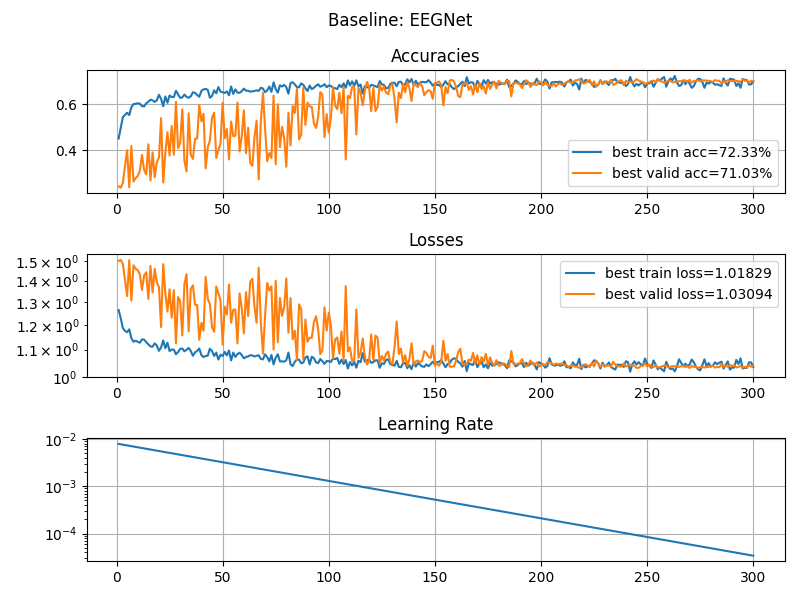 Baseline: EEGNet
Accuracies
0.6
0.4
best train acc=72.33%
best valid acc=71.03%
0 50 100 150 200 250 300
Losses
1.5 × 10⁰
1.4 × 10⁰
1.3 × 10⁰
1.2 × 10⁰
1.1 × 10⁰
10⁰
best train loss=1.01829
best valid loss=1.03094
0 50 100 150 200 250 300
Learning Rate
10⁻²
10⁻³
10⁻⁴
0 50 100 150 200 250 300